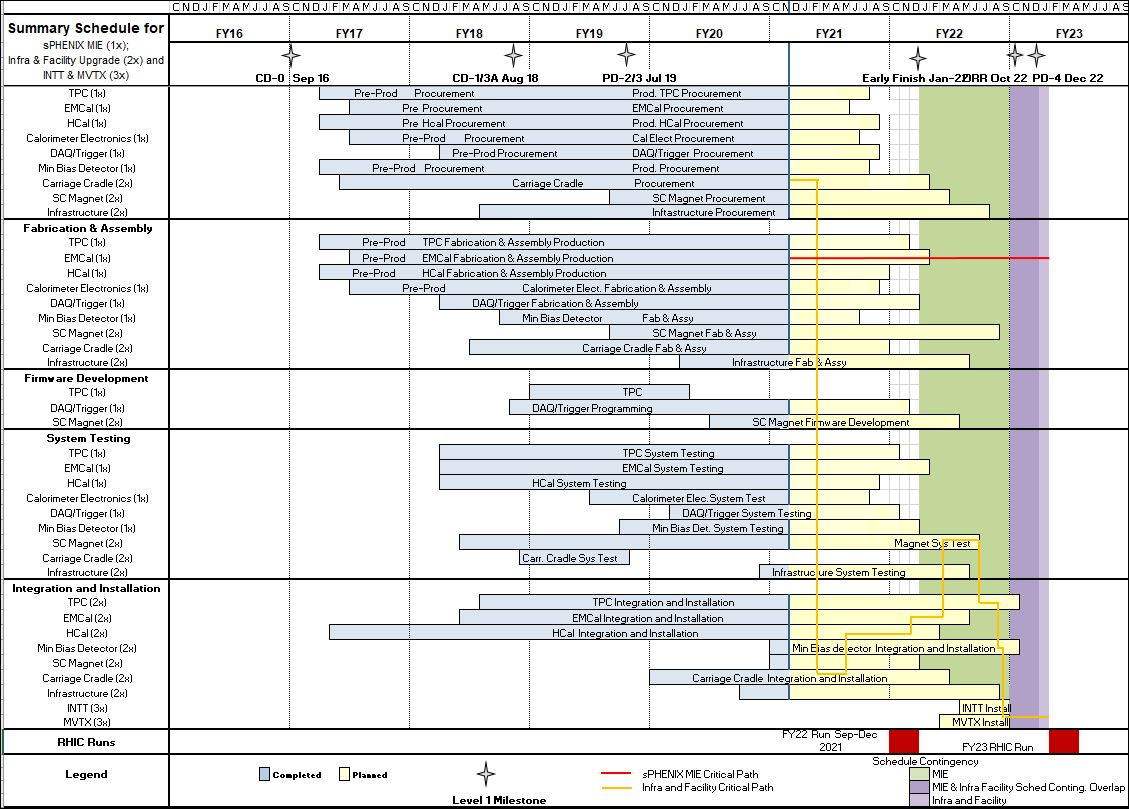 C N D J F M A M J J A S O N D J F M A M J J A S O N D J F M A M J J A S O N D J F M A M J J A S O N D J F M A M J J A S O N D J F M A M J J A S O N D J F M A M J J A S O N D J F M A M J J A S
Summary Schedule for
sPHENIX MIE (1x);
Infra & Facility Upgrade (2x) and
INTT & MVTX (3x)
FY16 FY17 FY18 FY19 FY20 FY21 FY22 FY23
CD-0 Sep 16 CD-1/3A Aug 18 PD-2/3 Jul 19 Early Finish Jan-22 ORR Oct 22 PD-4 Dec 22
TPC (1x) Pre-Prod Procurement Prod. TPC Procurement
EMCal (1x) Pre Procurement EMCal Procurement
HCal (1x) Pre Hcal Procurement Prod. HCal Procurement
Calorimeter Electronics (1x) Pre-Prod Procurement Cal Elect Procurement
DAQ/Trigger (1x) Pre-Prod Procurement DAQ/Trigger Procurement
Min Bias Detector (1x) Pre-Prod Procurement Prod. Procurement
Carriage Cradle (2x) Carriage Cradle Procurement
SC Magnet (2x) SC Magnet Procurement
Infrastructure (2x) Inftastructure Procurement
Fabrication & Assembly
TPC (1x) Pre-Prod TPC Fabrication & Assembly Production
EMCal (1x) Pre-Prod EMCal Fabrication & Assembly Production
HCal (1x) Pre-Prod HCal Fabrication & Assembly Production
Calorimeter Electronics (1x) Pre-Prod Calorimeter Elect. Fabrication & Assembly
DAQ/Trigger (1x) DAQ/Trigger Fabrication & Assembly
Min Bias Detector (1x) Min Bias Detector Fab & Assy
SC Magnet (2x) SC Magnet Fab & Assy
Carriage Cradle (2x) Carriage Cradle Fab & Assy
Infrastructure (2x) Infrastructure Fab & Assy
Firmware Development
TPC (1x) TPC
DAQ/Trigger (1x) DAQ/Trigger Programming
SC Magnet (2x) SC Magnet Firmware Development
System Testing
TPC (1x) TPC System Testing
EMCal (1x) EMCal System Testing
HCal (1x) HCal System Testing
Calorimeter Electronics (1x) Calorimeter Elec. System Test
DAQ/Trigger (1x) DAQ/Trigger System Testing
Min Bias Detector (1x) Min Bias Det. System Testing
SC Magnet (2x) Magnet Sys Test
Carriage Cradle (2x) Carr. Cradle Sys Test
Infrastructure (2x) Infrastructure System Testing
Integration and Installation
TPC (2x) TPC Integration and Installation
EMCal (2x) EMCal Integration and Installation
HCal (2x) HCal Integration and Installation
Min Bias Detector (2x) Min Bias detector Integration and Installation
SC Magnet (2x)
Carriage Cradle (2x) Carriage Cradle Integration and Installation
Infrastructure (2x)
INTT (3x) INTT Install
MVTX (3x) MVTX Install
RHIC Runs FY22 Run Sep-Dec
2021 FY23 RHIC Run
Schedule Contingency
Legend Completed Planned sPHENIX MIE Critical Path MIE
Infra and Facility Critical Path MIE & Infra Facility Sched Conting. Overlap
Level 1 Milestone Infra and Facility